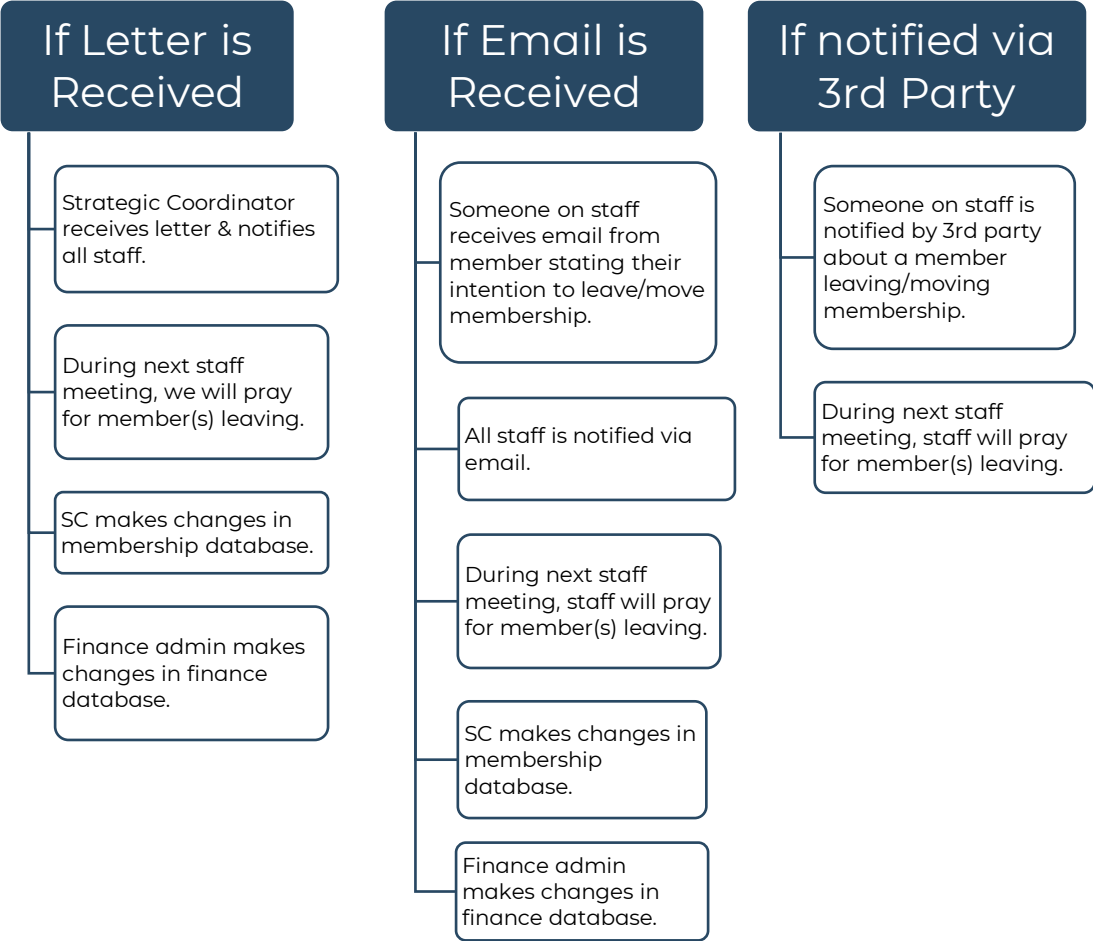 If Letter is
Received
Strategic Coordinator
receives letter & notifies
all staff.
During next staff
meeting, we will pray
for member(s) leaving.
SC makes changes in
membership database.
Finance admin makes
changes in finance
database.
If Email is
Received
Someone on staff
receives email from
member stating their
intention to leave/move
membership.
All staff is notified via
email.
During next staff
meeting, staff will pray
for member(s) leaving.
SC makes changes in
membership
database.
Finance admin
makes changes in
finance database.
If notified via
3rd Party
Someone on staff is
notified by 3rd party
about a member
leaving/moving
membership.
During next staff
meeting, staff will pray
for member(s) leaving.